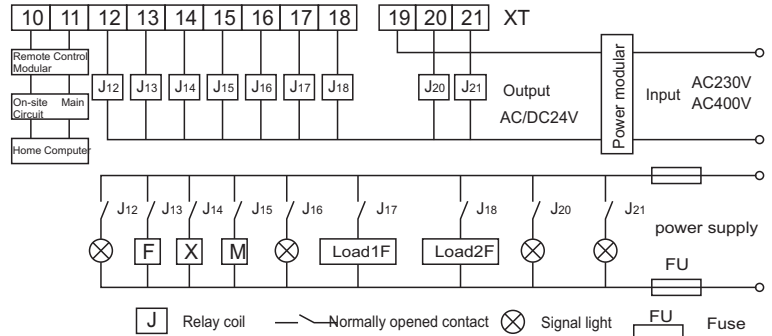 10 11 12 13 14 15 16 17 18 19 20 21 XT
Remote Control
Modular
On-site Main
Circuit
Home Computer
J12 J13 J14 J15 J16 J17 J18 J20 J21
Output
AC/DC24V
Power modular
Input
AC230V
AC400V
J12 J13 J14 J15 J16 J17 J18 J20 J21
power supply
F X M Load1F Load2F
FU
J Relay coil Normally opened contact Signal light FU Fuse